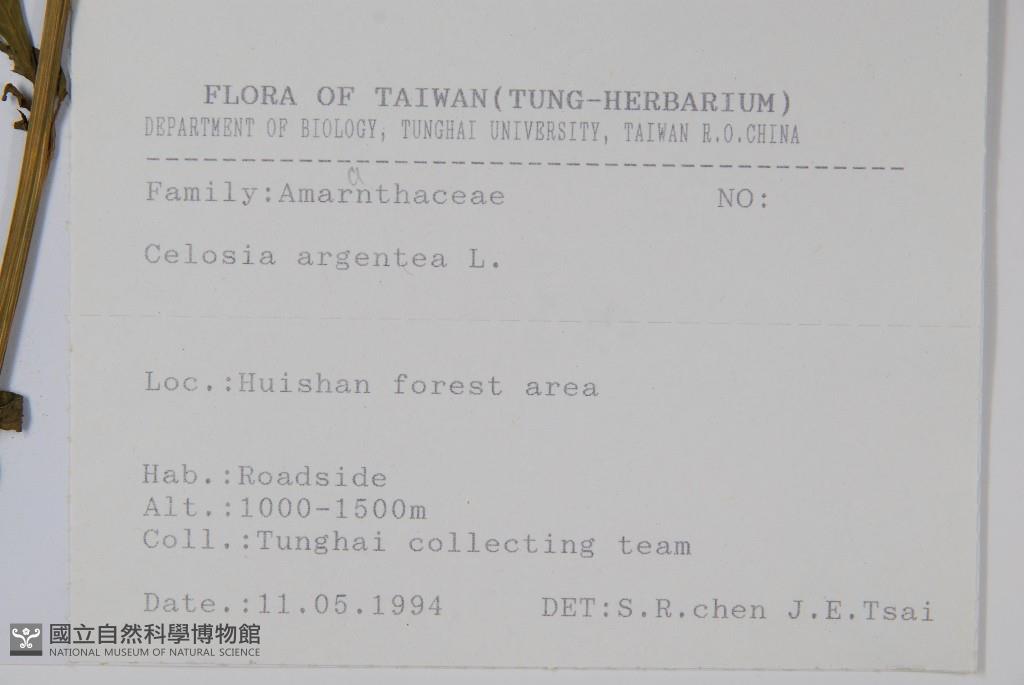 FLORA OF TAIWAN(TUNG-HERBARIUM)
DEPARTMENT OF BIOLOGY, TUNGHAI UNIVERSITY, TAIWAN R.O.CHINA
a
Family:Amarnthaceae NO:
Celosia argentea L.
Loc.:Huishan forest area
Hab.:Roadside
Alt.:1000-1500m
Coll.:Tunghai collecting team
Date.:11.05.1994 DET:S.R.chen J.E.Tsai
國立自然科學博物館
NATIONAL MUSEUM OF NATURAL SCIENCE